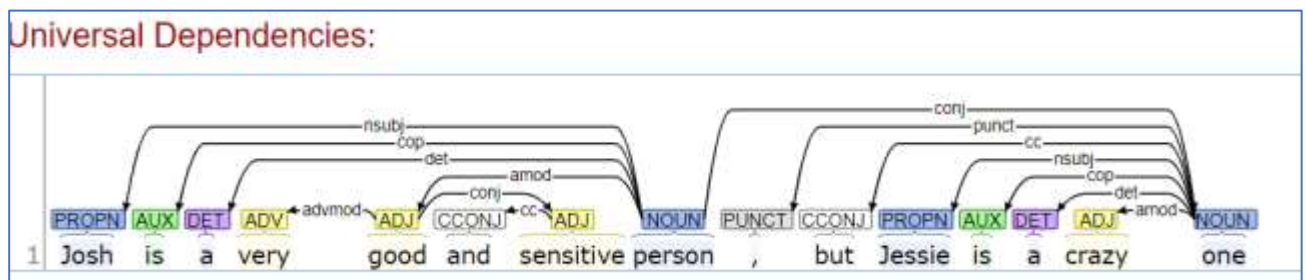 Universal Dependencies:
conj
nsubj punct
cop cc
det nsubj
amod cop
conj det
PROPN AUX DET ADV advmod ADJ CCONJ cc ADJ NOUN PUNCT CCONJ PROPN AUX DET ADJ amod NOUN
1 Josh is a very good and sensitive person , but Jessie is a crazy one